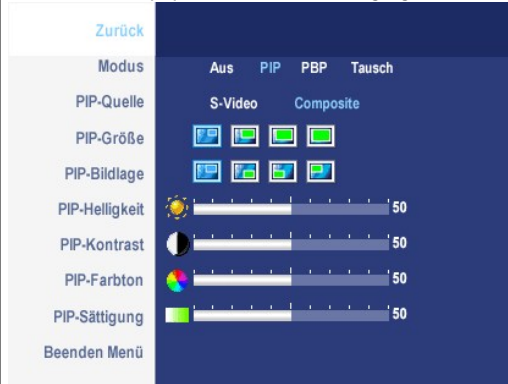 Zurück
Modus Aus PIP PBP Tausch
PIP-Quelle S-Video Composite
PIP-Größe
PIP-Bildlage
PIP-Helligkeit 50
PIP-Kontrast 50
PIP-Farbton 50
PIP-Sättigung 50
Beenden Menü